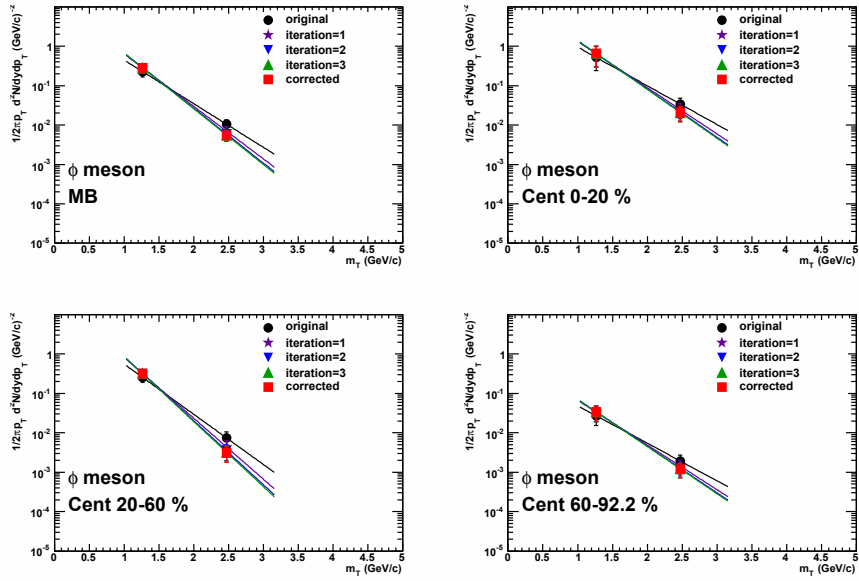 original
iteration=1
iteration=2
iteration=3
corrected
1/2πp_T d²N/dydp_T (GeV/c)⁻²
1
10⁻¹
10⁻²
10⁻³
10⁻⁴
10⁻⁵
ϕ meson
MB
0 0.5 1 1.5 2 2.5 3 3.5 4 4.5 5
m_T (GeV/c)
original
iteration=1
iteration=2
iteration=3
corrected
1/2πp_T d²N/dydp_T (GeV/c)⁻²
1
10⁻¹
10⁻²
10⁻³
10⁻⁴
10⁻⁵
ϕ meson
Cent 0-20 %
0 0.5 1 1.5 2 2.5 3 3.5 4 4.5 5
m_T (GeV/c)
original
iteration=1
iteration=2
iteration=3
corrected
1/2πp_T d²N/dydp_T (GeV/c)⁻²
1
10⁻¹
10⁻²
10⁻³
10⁻⁴
10⁻⁵
ϕ meson
Cent 20-60 %
0 0.5 1 1.5 2 2.5 3 3.5 4 4.5 5
m_T (GeV/c)
original
iteration=1
iteration=2
iteration=3
corrected
1/2πp_T d²N/dydp_T (GeV/c)⁻²
1
10⁻¹
10⁻²
10⁻³
10⁻⁴
10⁻⁵
ϕ meson
Cent 60-92.2 %
0 0.5 1 1.5 2 2.5 3 3.5 4 4.5 5
m_T (GeV/c)